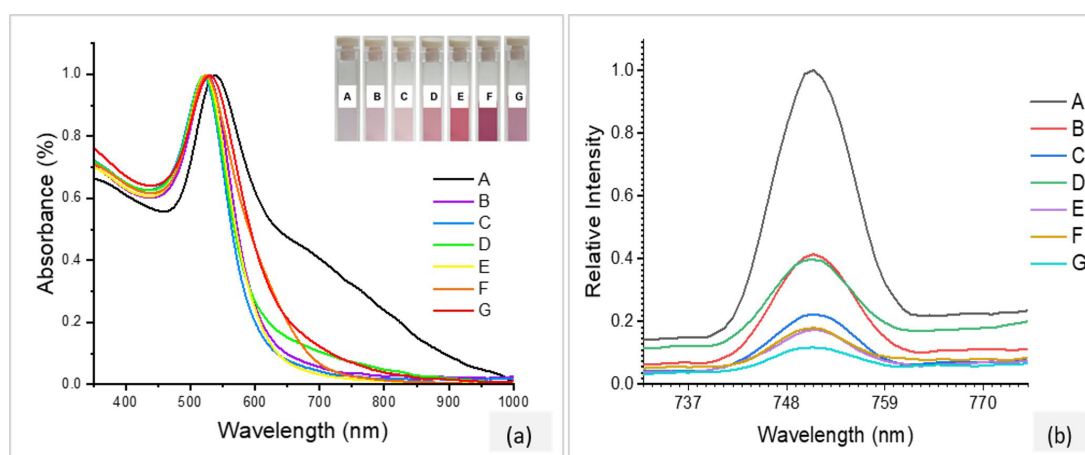 A B C D E F G
1.0
0.8
0.6
0.4
0.2
0.0
Absorbance (%)
400 500 600 700 800 900 1000
Wavelength (nm)
A
B
C
D
E
F
G
(a)
1.0
0.8
0.6
0.4
0.2
0.0
Relative Intensity
737 748 759 770
Wavelength (nm)
A
B
C
D
E
F
G
(b)